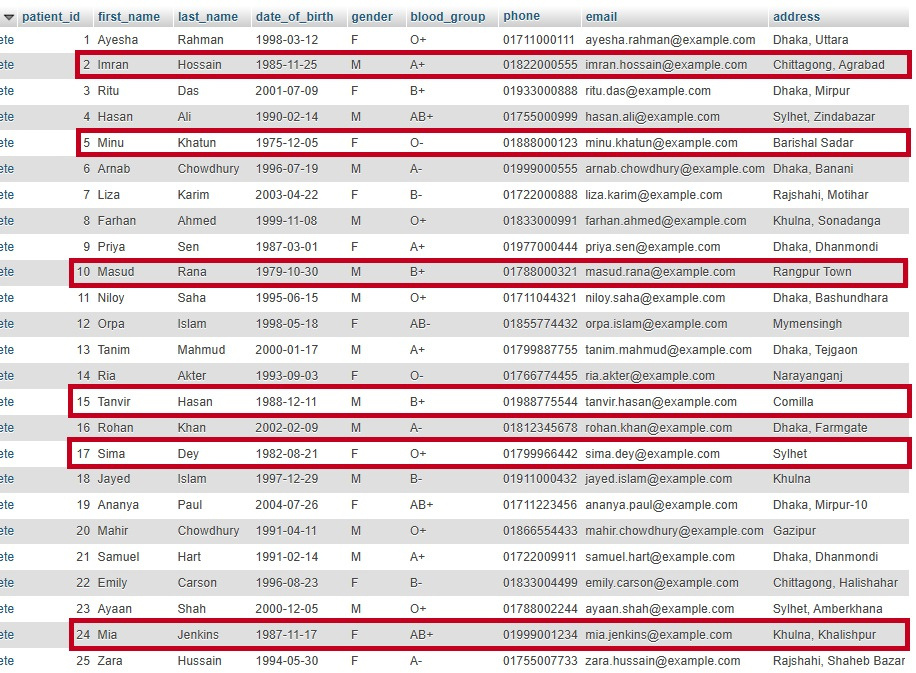 patient_id first_name last_name date_of_birth gender blood_group phone email address
ete 1 Ayesha Rahman 1998-03-12 F O+ 01711000111 ayesha.rahman@example.com Dhaka, Uttara
ete 2 Imran Hossain 1985-11-25 M A+ 01822000555 imran.hossain@example.com Chittagong, Agrabad
ete 3 Ritu Das 2001-07-09 F B+ 01933000888 ritu.das@example.com Dhaka, Mirpur
ete 4 Hasan Ali 1990-02-14 M AB+ 01755000999 hasan.ali@example.com Sylhet, Zindabazar
ete 5 Minu Khatun 1975-12-05 F O- 01888000123 minu.khatun@example.com Barishal Sadar
ete 6 Arnab Chowdhury 1996-07-19 M A- 01999000555 arnab.chowdhury@example.com Dhaka, Banani
ete 7 Liza Karim 2003-04-22 F B- 01722000888 liza.karim@example.com Rajshahi, Motihar
ete 8 Farhan Ahmed 1999-11-08 M O+ 01833000991 farhan.ahmed@example.com Khulna, Sonadanga
ete 9 Priya Sen 1987-03-01 F A+ 01977000444 priya.sen@example.com Dhaka, Dhanmondi
ete 10 Masud Rana 1979-10-30 M B+ 01788000321 masud.rana@example.com Rangpur Town
ete 11 Niloy Saha 1995-06-15 M O+ 01711044321 niloy.saha@example.com Dhaka, Bashundhara
ete 12 Orpa Islam 1998-05-18 F AB- 01855774432 orpa.islam@example.com Mymensingh
ete 13 Tanim Mahmud 2000-01-17 M A+ 01799887755 tanim.mahmud@example.com Dhaka, Tejgaon
ete 14 Ria Akter 1993-09-03 F O- 01766774455 ria.akter@example.com Narayanganj
ete 15 Tanvir Hasan 1988-12-11 M B+ 01988775544 tanvir.hasan@example.com Comilla
ete 16 Rohan Khan 2002-02-09 M A- 01812345678 rohan.khan@example.com Dhaka, Farmgate
ete 17 Sima Dey 1982-08-21 F O+ 01799966442 sima.dey@example.com Sylhet
ete 18 Jayed Islam 1997-12-29 M B- 01911000432 jayed.islam@example.com Khulna
ete 19 Ananya Paul 2004-07-26 F AB+ 01711223456 ananya.paul@example.com Dhaka, Mirpur-10
ete 20 Mahir Chowdhury 1991-04-11 M O+ 01866554433 mahir.chowdhury@example.com Gazipur
ete 21 Samuel Hart 1991-02-14 M A+ 01722009911 samuel.hart@example.com Dhaka, Dhanmondi
ete 22 Emily Carson 1996-08-23 F B- 01833004499 emily.carson@example.com Chittagong, Halishahar
ete 23 Ayaan Shah 2000-12-05 M O+ 01788002244 ayaan.shah@example.com Sylhet, Amberkhana
ete 24 Mia Jenkins 1987-11-17 F AB+ 01999001234 mia.jenkins@example.com Khulna, Khalishpur
ete 25 Zara Hussain 1994-05-30 F A- 01755007733 zara.hussain@example.com Rajshahi, Shaheb Bazar